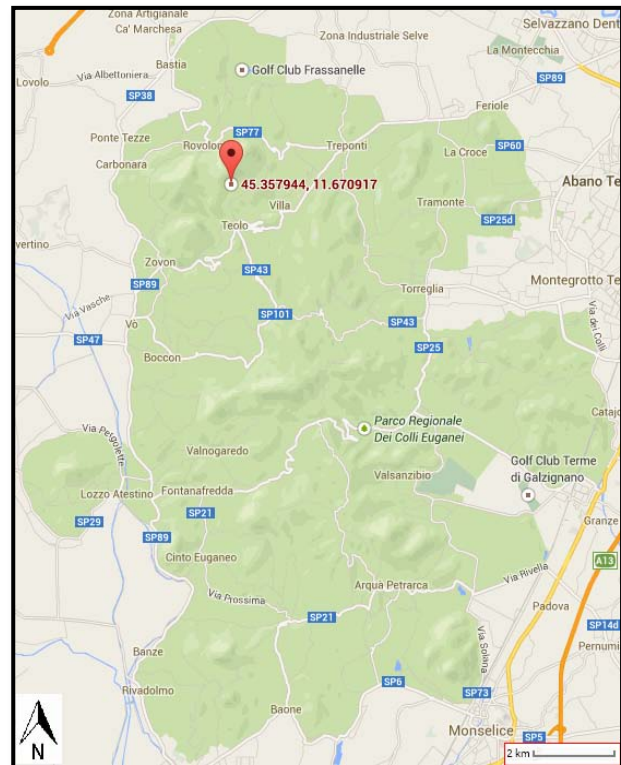 Zona Artigianale
Ca' Marchesa
Selvazzano Dent
Zona Industriale Selve
La Montecchia
Bastia
Lovolo
Via Albettoniera
Golf Club Frassanelle
SP89
SP38
Feriole
Ponte Tezze
Rovolon
SP77
Treponti
SP60
La Croce
Carbonara
45.357944, 11.670917
Abano Te
Villa
Tramonte
Teolo
SP25d
vertino
Zovon
SP43
SP89
Torreglia
Montegrotto Te
Via Vasche
Vò
SP101
SP43
Via dei Colli
SP47
Boccon
SP25
Cataj
Parco Regionale
Dei Colli Euganei
Via Pergolette
Valnogaredo
Valsanzibio
Golf Club Terme
di Galzignano
Lozzo Atestino
Fontanafredda
SP21
SP29
SP89
Granze
Cinto Euganeo
A13
Via Rivella
Arquà Petrarca
Via Prossima
Padova
SP21
SP14d
Via Solana
Pernumi
Banze
Rivadolmo
SP6
SP73
Baone
Monselice
SP5
N
2 km